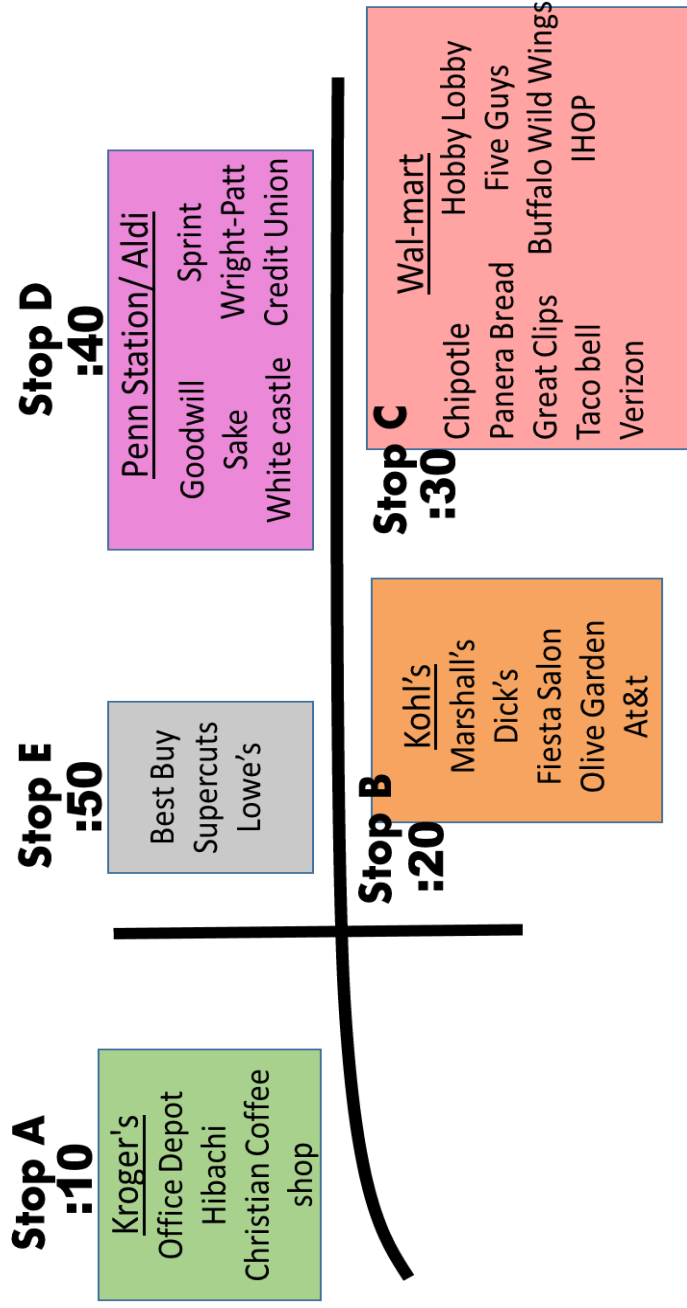 Stop A
:10
Kroger's
Office Depot
Hibachi
Christian Coffee
shop
Stop E
:50
Best Buy
Supercuts
Lowe's
Stop D
:40
Penn Station/ Aldi
Goodwill
Sprint
Sake
Wright-Patt
White castle
Credit Union
Stop B
:20
Kohl's
Marshall's
Dick's
Fiesta Salon
Olive Garden
At&t
Stop C
:30
Wal-mart
Chipotle
Hobby Lobby
Panera Bread
Five Guys
Great Clips
Buffalo Wild Wings
Taco bell
IHOP
Verizon